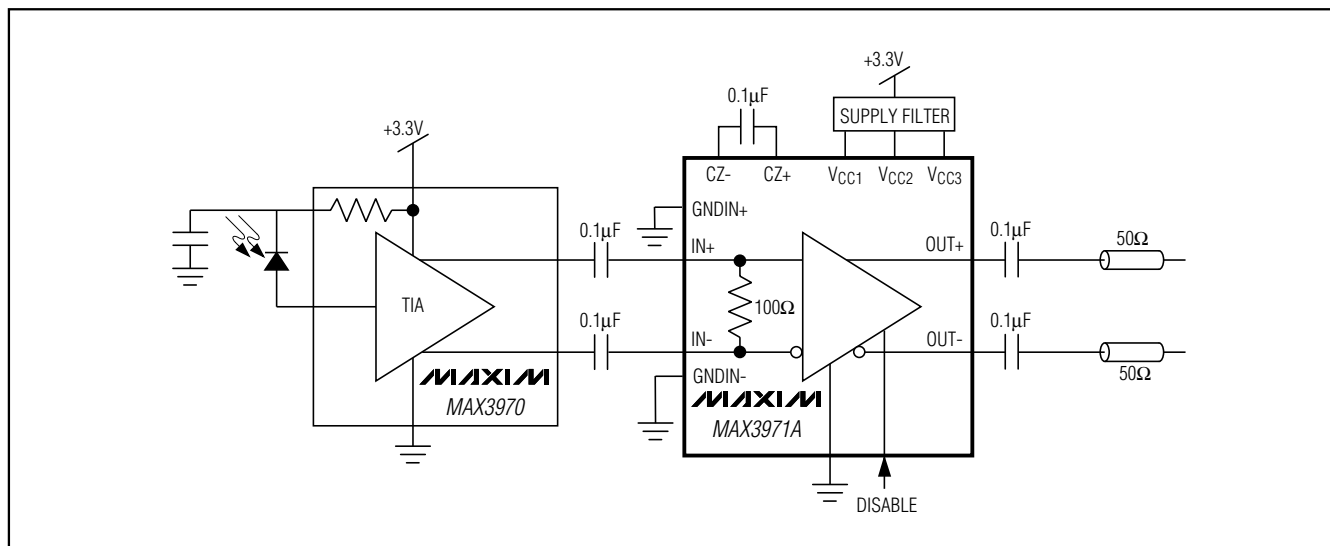 +3.3V
0.1µF
SUPPLY FILTER
+3.3V
CZ-
CZ+
VCC1
VCC2
VCC3
GNDIN+
0.1µF
IN+
OUT+
0.1µF
50Ω
TIA
100Ω
0.1µF
IN-
OUT-
0.1µF
50Ω
GNDIN-
MAXIM
MAX3970
MAXIM
MAX3971A
DISABLE